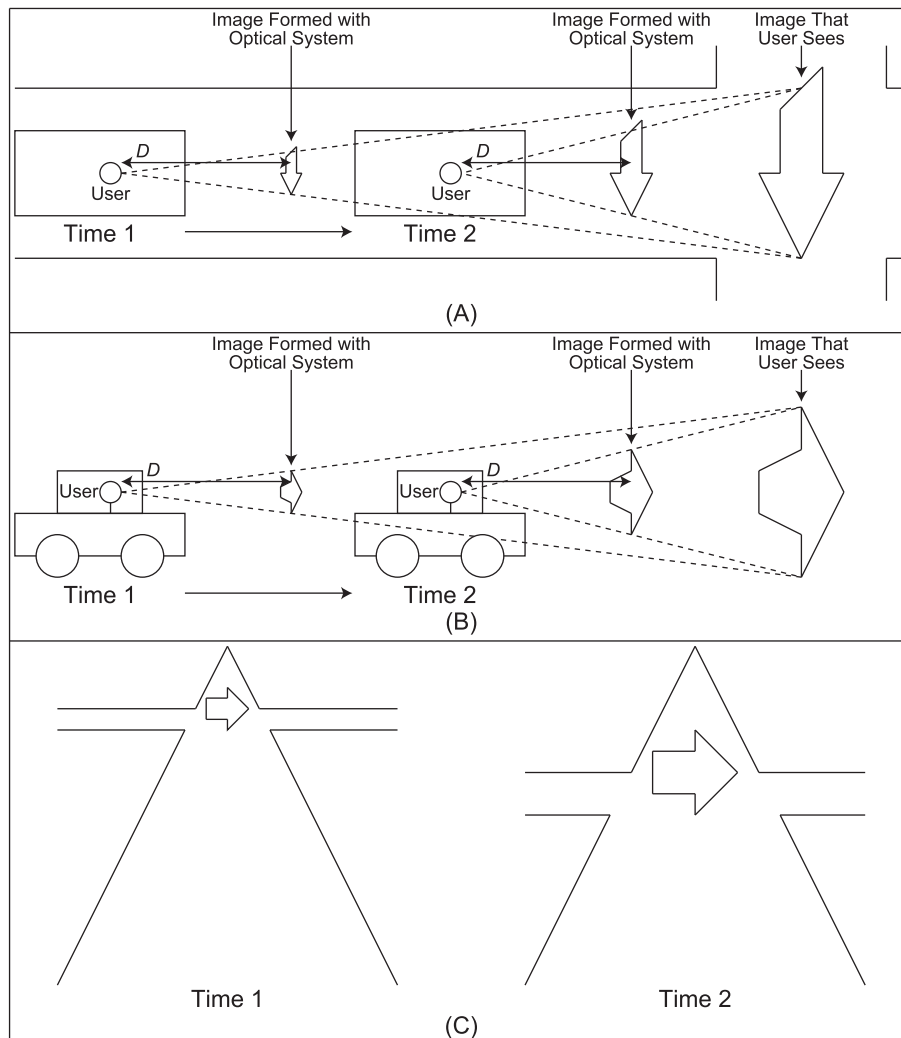 Image Formed with
Optical System
Image Formed with
Optical System
Image That
User Sees
D
D
User
User
Time 1
Time 2
(A)
Image Formed with
Optical System
Image Formed with
Optical System
Image That
User Sees
D
D
User
User
Time 1
Time 2
(B)
Time 1
Time 2
(C)